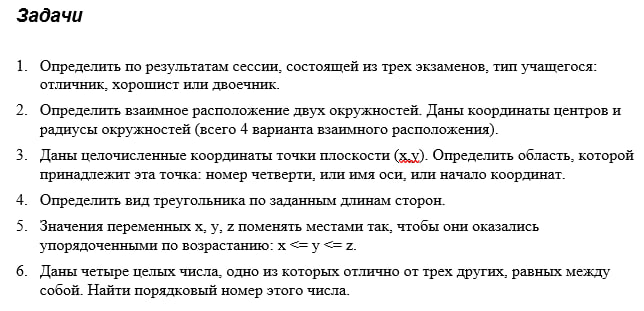 Задачи
1. Определить по результатам сессии, состоящей из трех экзаменов, тип учащегося:
отличник, хорошист или двоечник.
2. Определить взаимное расположение двух окружностей. Даны координаты центров и
радиусы окружностей (всего 4 варианта взаимного расположения).
3. Даны целочисленные координаты точки плоскости (x,y). Определить область, которой
принадлежит эта точка: номер четверти, или имя оси, или начало координат.
4. Определить вид треугольника по заданным длинам сторон.
5. Значения переменных x, y, z поменять местами так, чтобы они оказались
упорядоченными по возрастанию: x <= y <= z.
6. Даны четыре целых числа, одно из которых отлично от трех других, равных между
собой. Найти порядковый номер этого числа.